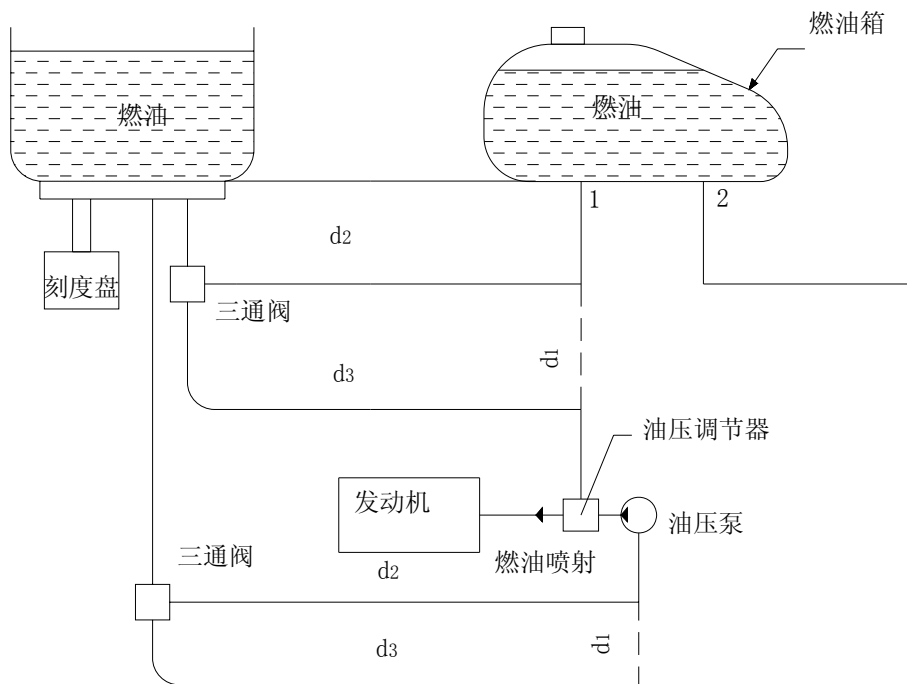 燃油箱
燃油
燃油
1
2
d2
刻度盘
三通阀
d1
d3
油压调节器
发动机
油压泵
燃油喷射
三通阀
d2
d1
d3